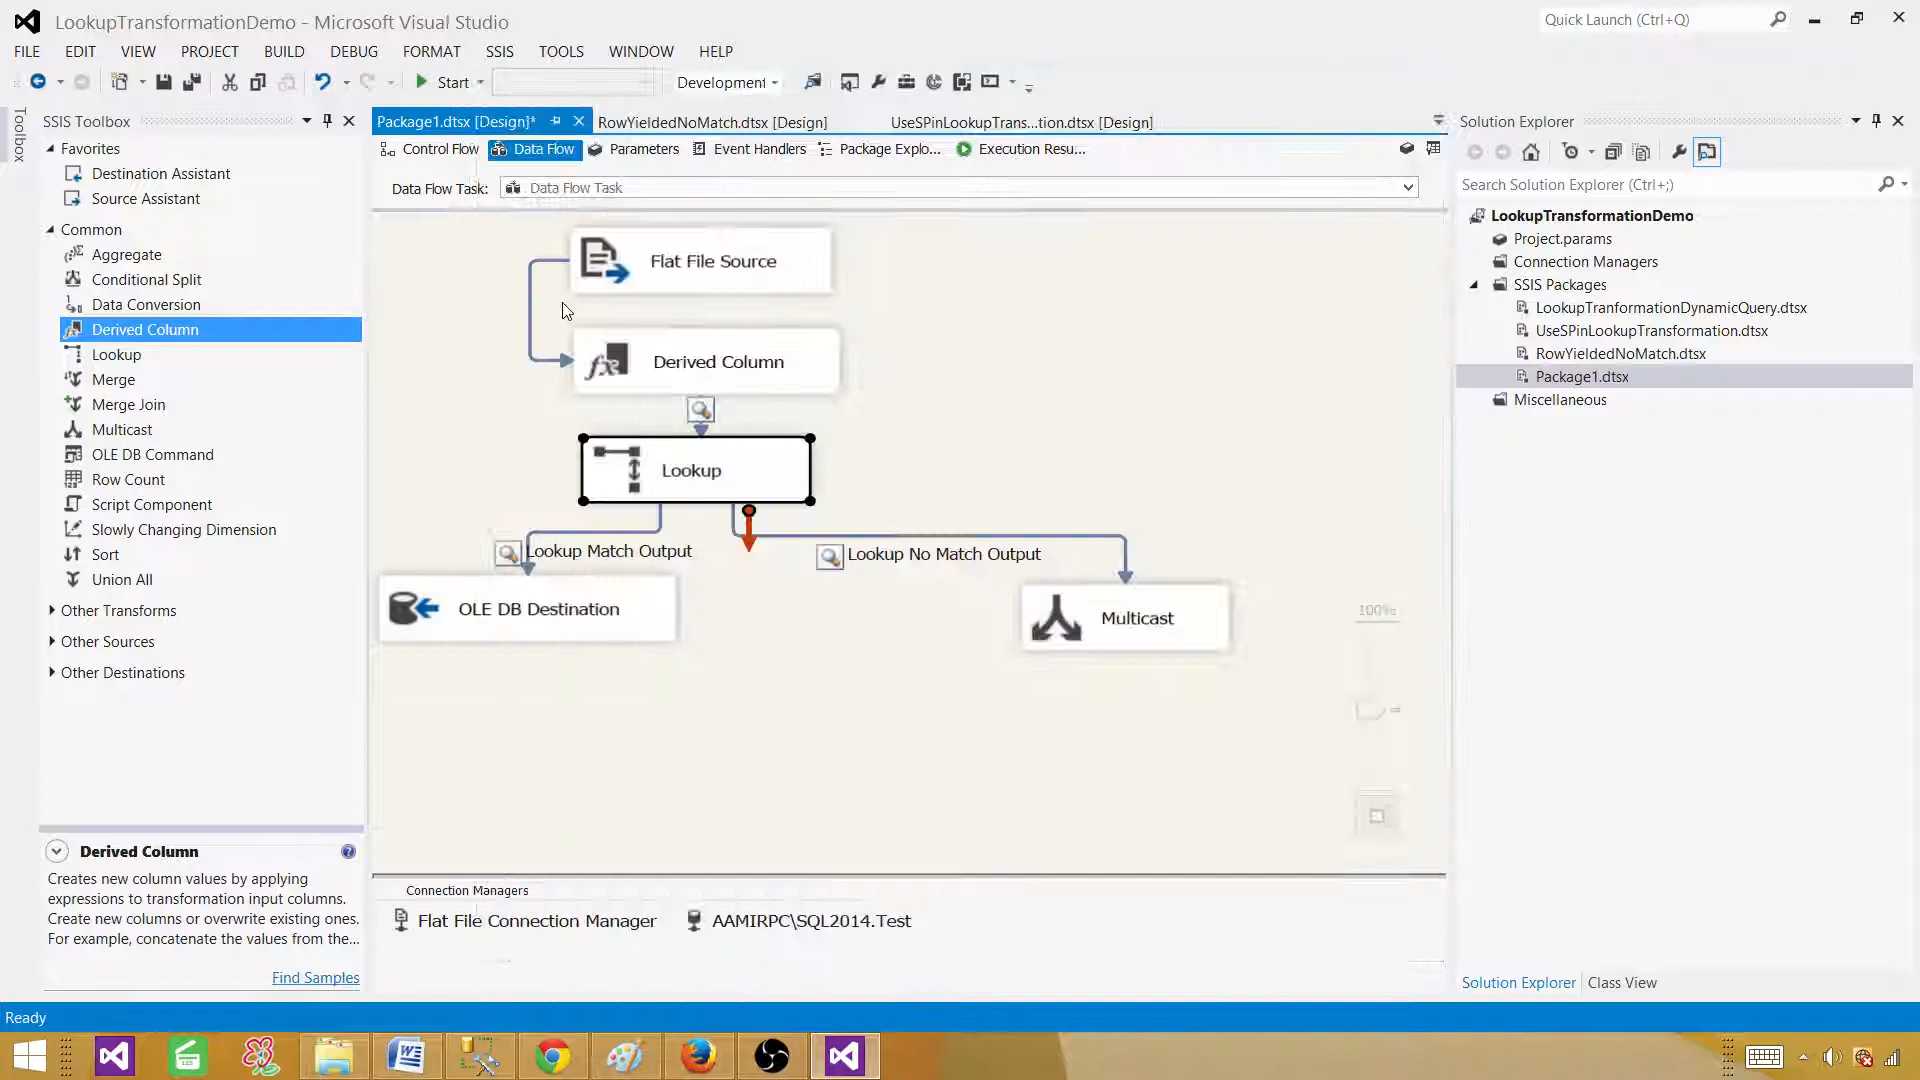 LookupTransformationDemo - Microsoft Visual Studio
Quick Launch (Ctrl+Q)
FILE EDIT VIEW PROJECT BUILD DEBUG FORMAT SSIS TOOLS WINDOW HELP
Start Development
Toolbox
SSIS Toolbox
Favorites
Destination Assistant
Source Assistant
Common
Aggregate
Conditional Split
Data Conversion
Derived Column
Lookup
Merge
Merge Join
Multicast
OLE DB Command
Row Count
Script Component
Slowly Changing Dimension
Sort
Union All
Other Transforms
Other Sources
Other Destinations
Derived Column
Creates new column values by applying
expressions to transformation input columns.
Create new columns or overwrite existing ones.
For example, concatenate the values from the...
Find Samples
Package1.dtsx [Design]* RowYieldedNoMatch.dtsx [Design] UseSPinLookupTrans...tion.dtsx [Design]
Control Flow Data Flow Parameters Event Handlers Package Explo... Execution Resu...
Data Flow Task: Data Flow Task
Flat File Source
Derived Column
Lookup
Lookup Match Output
Lookup No Match Output
OLE DB Destination
Multicast
100%
Connection Managers
Flat File Connection Manager AAMIRPC\SQL2014.Test
Solution Explorer
Search Solution Explorer (Ctrl+;)
LookupTransformationDemo
Project.params
Connection Managers
SSIS Packages
LookupTranformationDynamicQuery.dtsx
UseSPinLookupTransformation.dtsx
RowYieldedNoMatch.dtsx
Package1.dtsx
Miscellaneous
Solution Explorer Class View
Ready